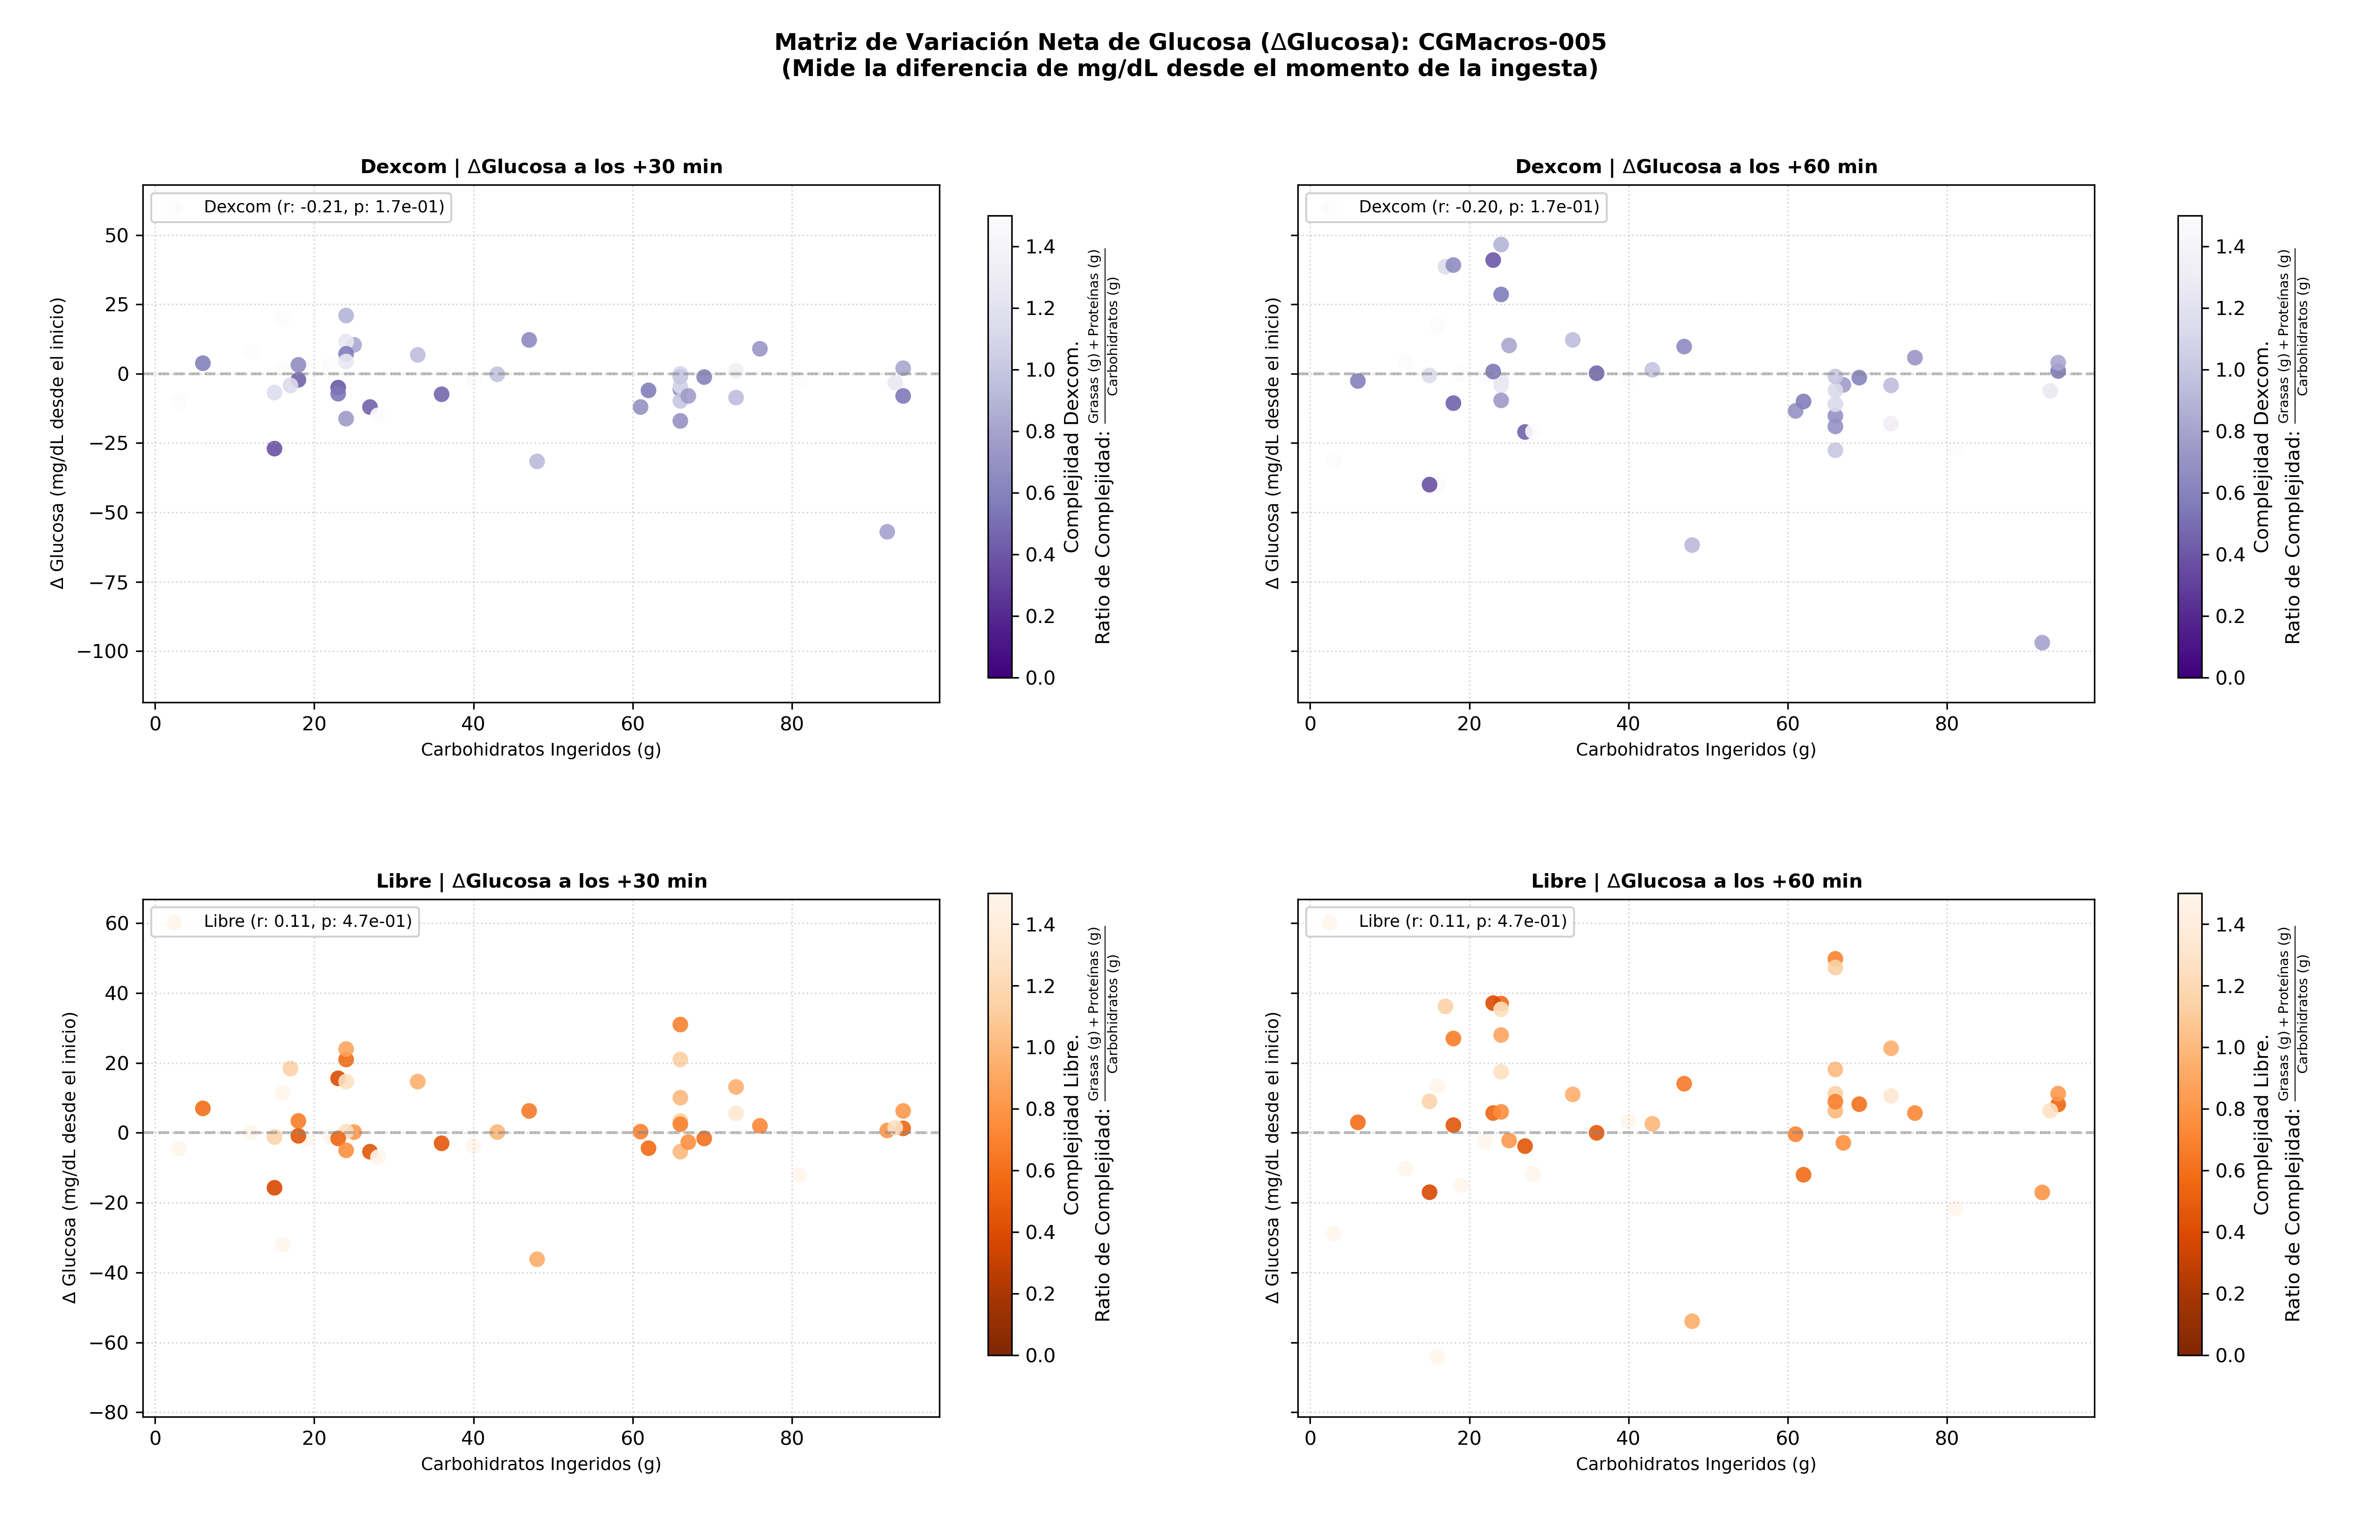 Matriz de Variación Neta de Glucosa (ΔGlucosa): CGMacros-005
(Mide la diferencia de mg/dL desde el momento de la ingesta)
Dexcom | ΔGlucosa a los +30 min
Dexcom (r: -0.21, p: 1.7e-01)
Δ Glucosa (mg/dL desde el inicio)
50
25
0
−25
−50
−75
−100
0 20 40 60 80
Carbohidratos Ingeridos (g)
1.4
1.2
1.0
0.8
0.6
0.4
0.2
0.0
Complejidad Dexcom.
Ratio de Complejidad: Grasas (g) + Proteínas (g)
Carbohidratos (g)
Dexcom | ΔGlucosa a los +60 min
Dexcom (r: -0.20, p: 1.7e-01)
Δ Glucosa (mg/dL desde el inicio)
0 20 40 60 80
Carbohidratos Ingeridos (g)
1.4
1.2
1.0
0.8
0.6
0.4
0.2
0.0
Complejidad Dexcom.
Ratio de Complejidad: Grasas (g) + Proteínas (g)
Carbohidratos (g)
Libre | ΔGlucosa a los +30 min
Libre (r: 0.11, p: 4.7e-01)
Δ Glucosa (mg/dL desde el inicio)
60
40
20
0
−20
−40
−60
−80
0 20 40 60 80
Carbohidratos Ingeridos (g)
1.4
1.2
1.0
0.8
0.6
0.4
0.2
0.0
Complejidad Libre.
Ratio de Complejidad: Grasas (g) + Proteínas (g)
Carbohidratos (g)
Libre | ΔGlucosa a los +60 min
Libre (r: 0.11, p: 4.7e-01)
Δ Glucosa (mg/dL desde el inicio)
0 20 40 60 80
Carbohidratos Ingeridos (g)
1.4
1.2
1.0
0.8
0.6
0.4
0.2
0.0
Complejidad Libre.
Ratio de Complejidad: Grasas (g) + Proteínas (g)
Carbohidratos (g)